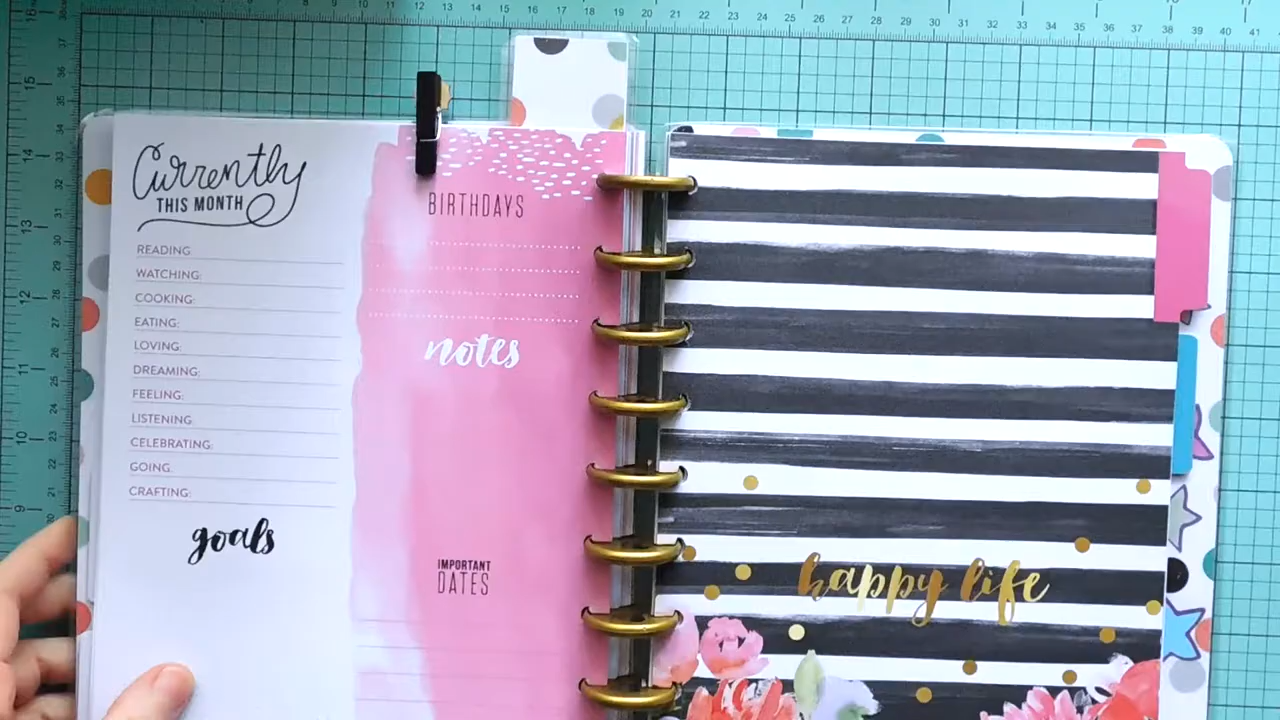 Currently
THIS MONTH
READING:
WATCHING:
COOKING:
EATING:
LOVING:
DREAMING:
FEELING:
LISTENING:
CELEBRATING:
GOING:
CRAFTING:
goals
BIRTHDAYS
notes
IMPORTANT
DATES
happy life